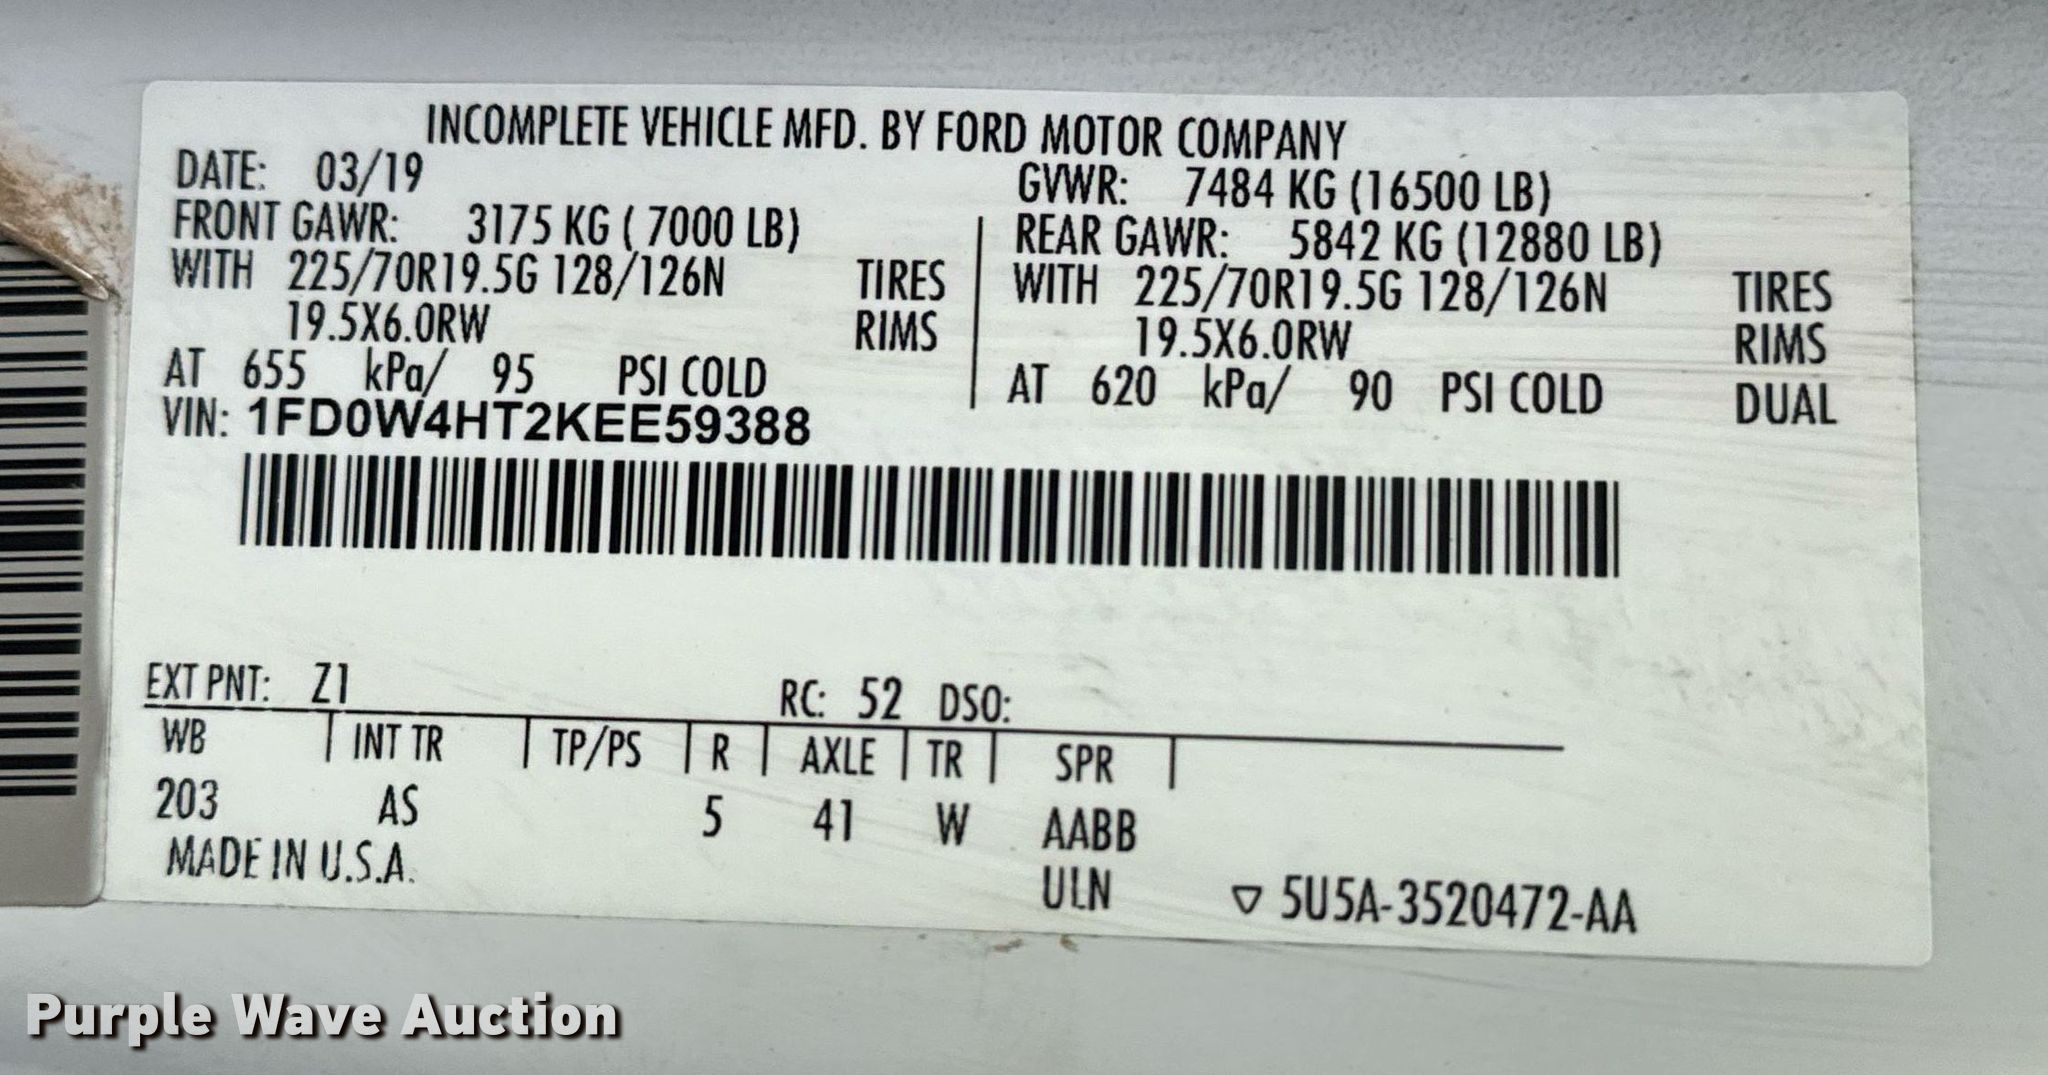 INCOMPLETE VEHICLE MFD. BY FORD MOTOR COMPANY
DATE: 03/19 GVWR: 7484 KG (16500 LB)
FRONT GAWR: 3175 KG ( 7000 LB) REAR GAWR: 5842 KG (12880 LB)
WITH 225/70R19.5G 128/126N TIRES WITH 225/70R19.5G 128/126N TIRES
19.5X6.0RW RIMS 19.5X6.0RW RIMS
AT 655 kPa/ 95 PSI COLD AT 620 kPa/ 90 PSI COLD DUAL
VIN: 1FD0W4HT2KEE59388
EXT PNT: Z1 RC: 52 DSO:
WB INT TR TP/PS R AXLE TR SPR
203 AS 5 41 W AABB
MADE IN U.S.A. ULN ▽ 5U5A-3520472-AA
Purple Wave Auction